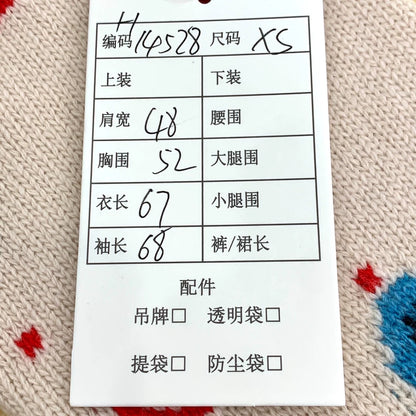 H
编码 14528 尺码 XS
上装 下装
肩宽 48 腰围
胸围 52 大腿围
衣长 67 小腿围
袖长 68 裤/裙长
配件
吊牌□ 透明袋□
提袋□ 防尘袋□